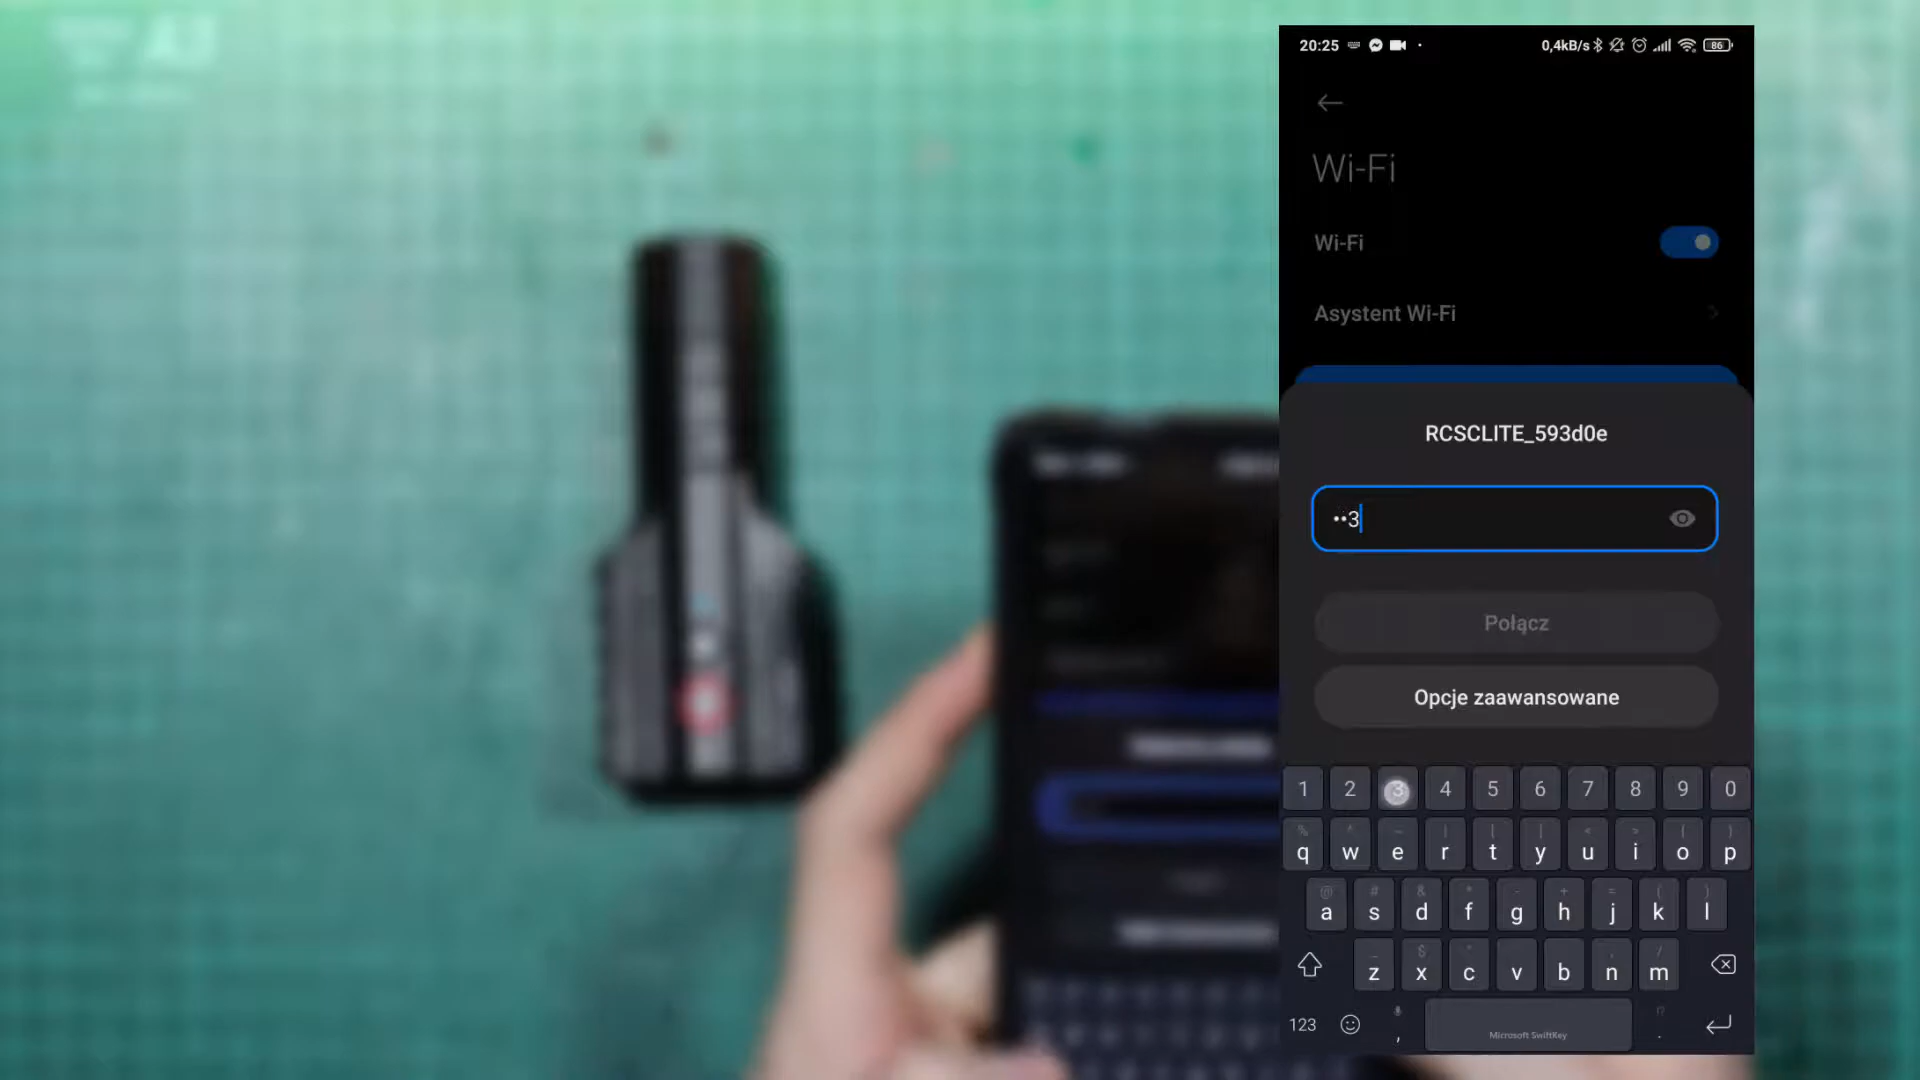 20:25 0,4kB/s 86
Wi-Fi
Wi-Fi
Asystent Wi-Fi
RCSCLITE_593d0e
••3
Połącz
Opcje zaawansowane
1 2 3 4 5 6 7 8 9 0
q w e r t y u i o p
a s d f g h j k l
z x c v b n m
123 , Microsoft SwiftKey .